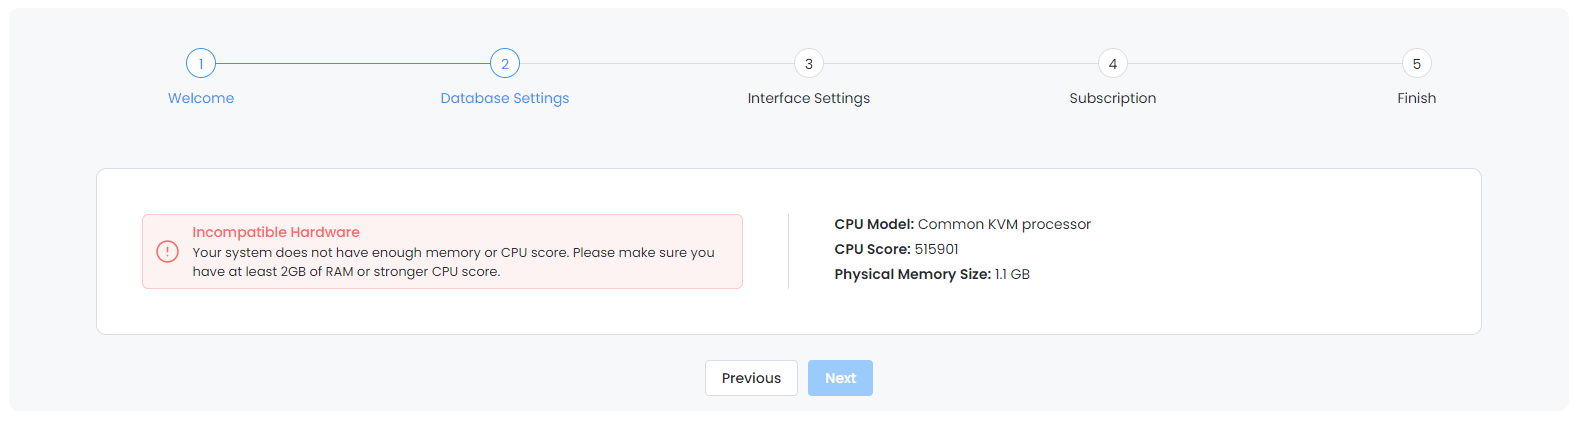 1 2 3 4 5
Welcome Database Settings Interface Settings Subscription Finish
Incompatible Hardware
Your system does not have enough memory or CPU score. Please make sure you
have at least 2GB of RAM or stronger CPU score.
CPU Model: Common KVM processor
CPU Score: 515901
Physical Memory Size: 1.1 GB
Previous Next